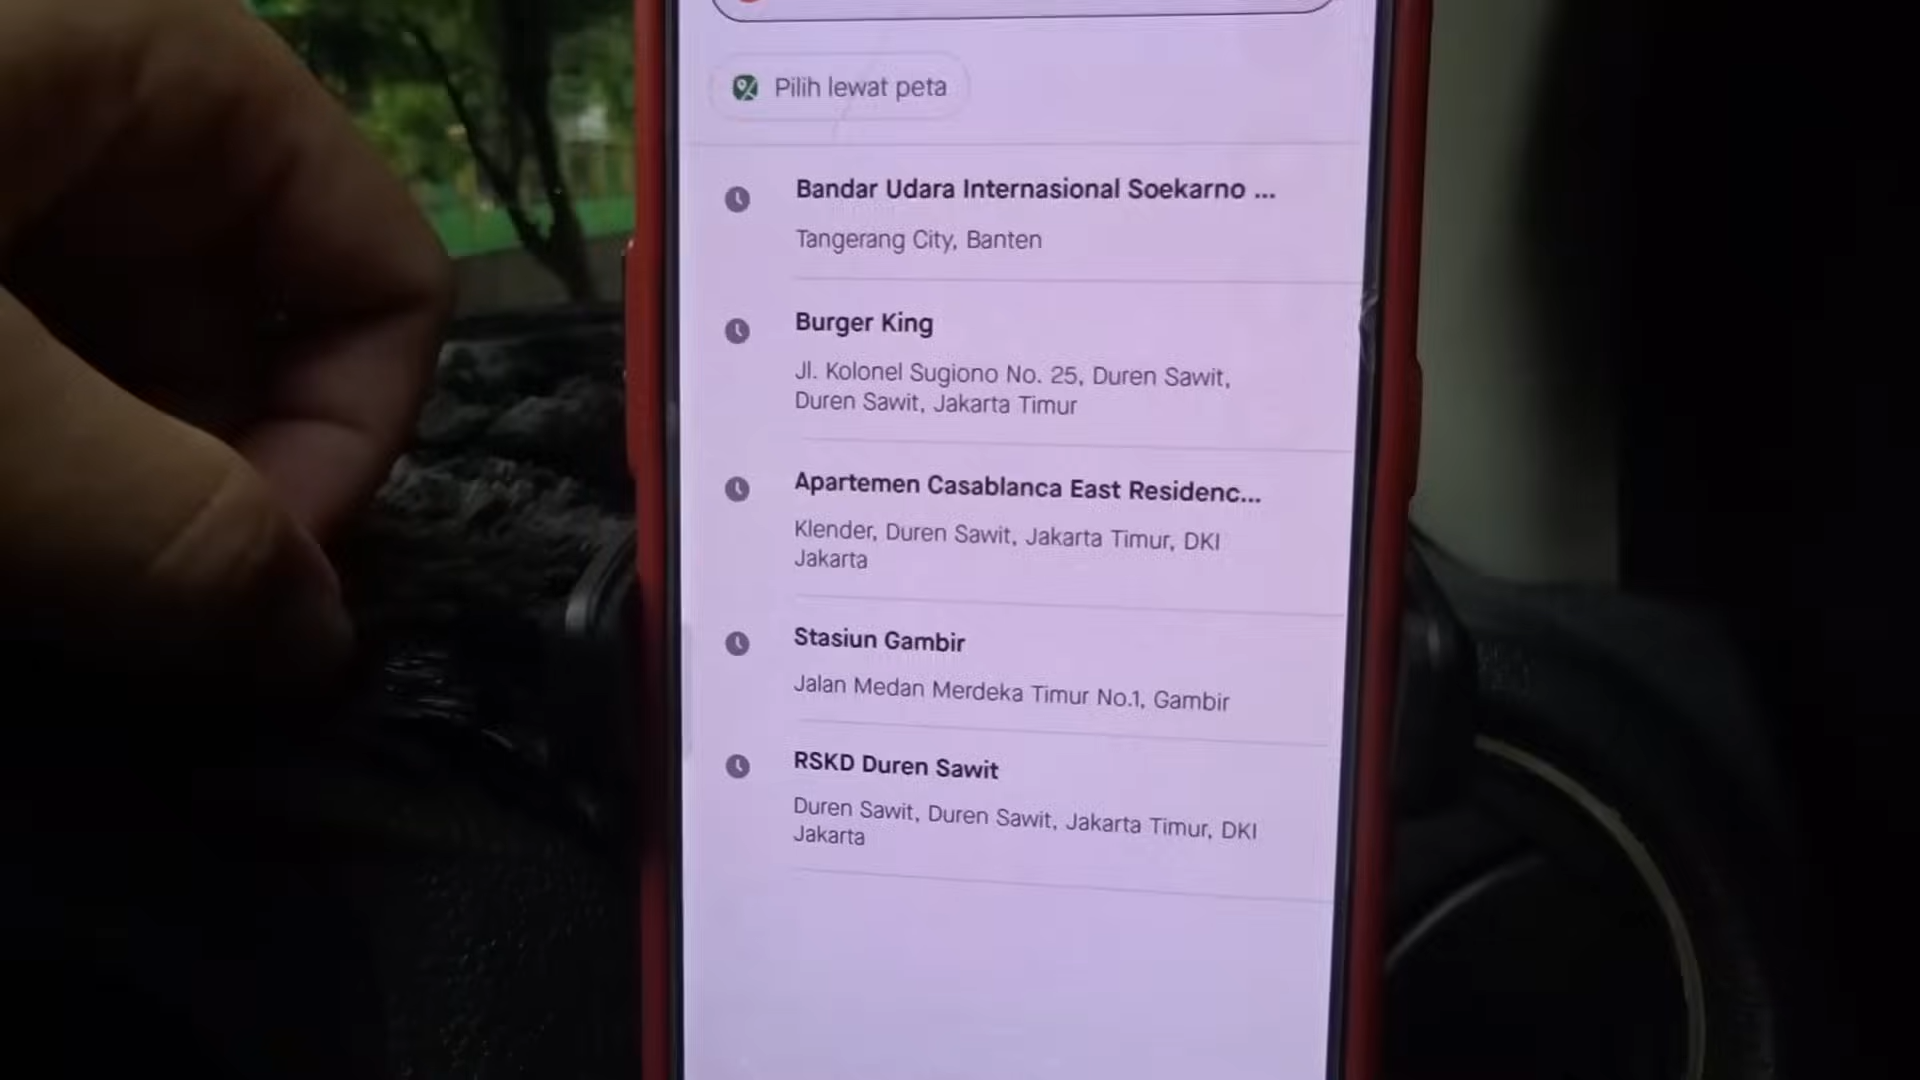 Pilih lewat peta
Bandar Udara Internasional Soekarno ...
Tangerang City, Banten
Burger King
Jl. Kolonel Sugiono No. 25, Duren Sawit,
Duren Sawit, Jakarta Timur
Apartemen Casablanca East Residenc...
Klender, Duren Sawit, Jakarta Timur, DKI
Jakarta
Stasiun Gambir
Jalan Medan Merdeka Timur No.1, Gambir
RSKD Duren Sawit
Duren Sawit, Duren Sawit, Jakarta Timur, DKI
Jakarta